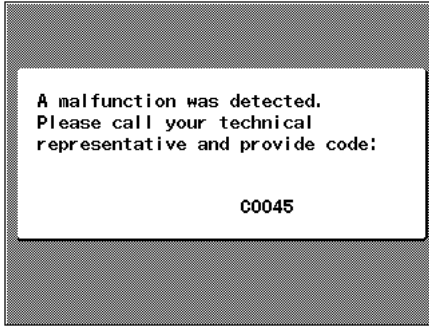 A malfunction was detected.
Please call your technical
representative and provide code:
C0045